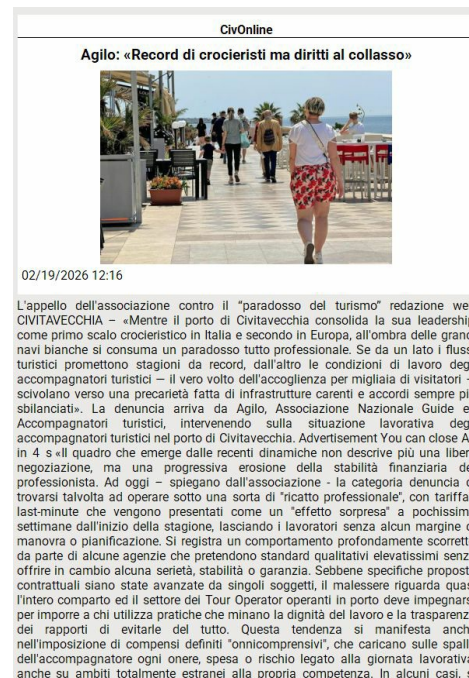 CivOnline
Agilo: «Record di crocieristi ma diritti al collasso»
02/19/2026 12:16
L'appello dell'associazione contro il “paradosso del turismo” redazione we
CIVITAVECCHIA – «Mentre il porto di Civitavecchia consolida la sua leadership
come primo scalo crocieristico in Italia e secondo in Europa, all'ombra delle grand
navi bianche si consuma un paradosso tutto professionale. Se da un lato i fluss
turistici promettono stagioni da record, dall'altro le condizioni di lavoro deg
accompagnatori turistici — il vero volto dell'accoglienza per migliaia di visitatori -
scivolano verso una precarietà fatta di infrastrutture carenti e accordi sempre pi
sbilanciati». La denuncia arriva da Agilo, Associazione Nazionale Guide e
Accompagnatori turistici, intervenendo sulla situazione lavorativa deg
accompagnatori turistici nel porto di Civitavecchia. Advertisement You can close A
in 4 s «Il quadro che emerge dalle recenti dinamiche non descrive più una liber
negoziazione, ma una progressiva erosione della stabilità finanziaria de
professionista. Ad oggi – spiegano dall'associazione - la categoria denuncia d
trovarsi talvolta ad operare sotto una sorta di "ricatto professionale", con tariffa
last-minute che vengono presentati come un "effetto sorpresa" a pochissim
settimane dall'inizio della stagione, lasciando i lavoratori senza alcun margine d
manovra o pianificazione. Si registra un comportamento profondamente scorrett
da parte di alcune agenzie che pretendono standard qualitativi elevatissimi senz
offrire in cambio alcuna serietà, stabilità o garanzia. Sebbene specifiche propost
contrattuali siano state avanzate da singoli soggetti, il malessere riguarda quas
l'intero comparto ed il settore dei Tour Operator operanti in porto deve impegnars
per imporre a chi utilizza pratiche che minano la dignità del lavoro e la trasparenz
dei rapporti di evitarle del tutto. Questa tendenza si manifesta anch
nell'imposizione di compensi definiti "onnicomprensivi", che caricano sulle spall
dell'accompagnatore ogni onere, spesa o rischio legato alla giornata lavorativa
anche su ambiti totalmente estranei alla propria competenza. In alcuni casi, s